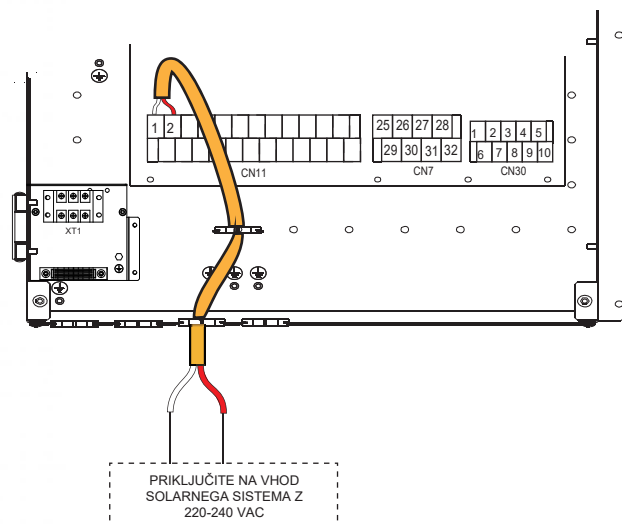 1 2
25 26 27 28
29 30 31 32
1 2 3 4 5
6 7 8 9 10
CN11
CN7
CN30
XT1
PRIKLJUČITE NA VHOD
SOLARNEGA SISTEMA Z
220-240 VAC